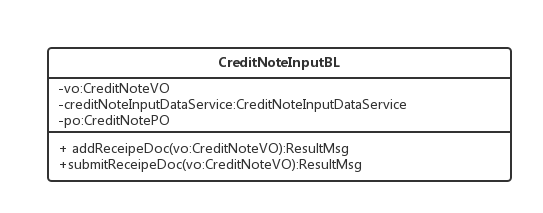 CreditNoteInputBL
-vo:CreditNoteVO
-creditNoteInputDataService:CreditNoteInputDataService
-po:CreditNotePO
+ addReceipeDoc(vo:CreditNoteVO):ResultMsg
+submitReceipeDoc(vo:CreditNoteVO):ResultMsg